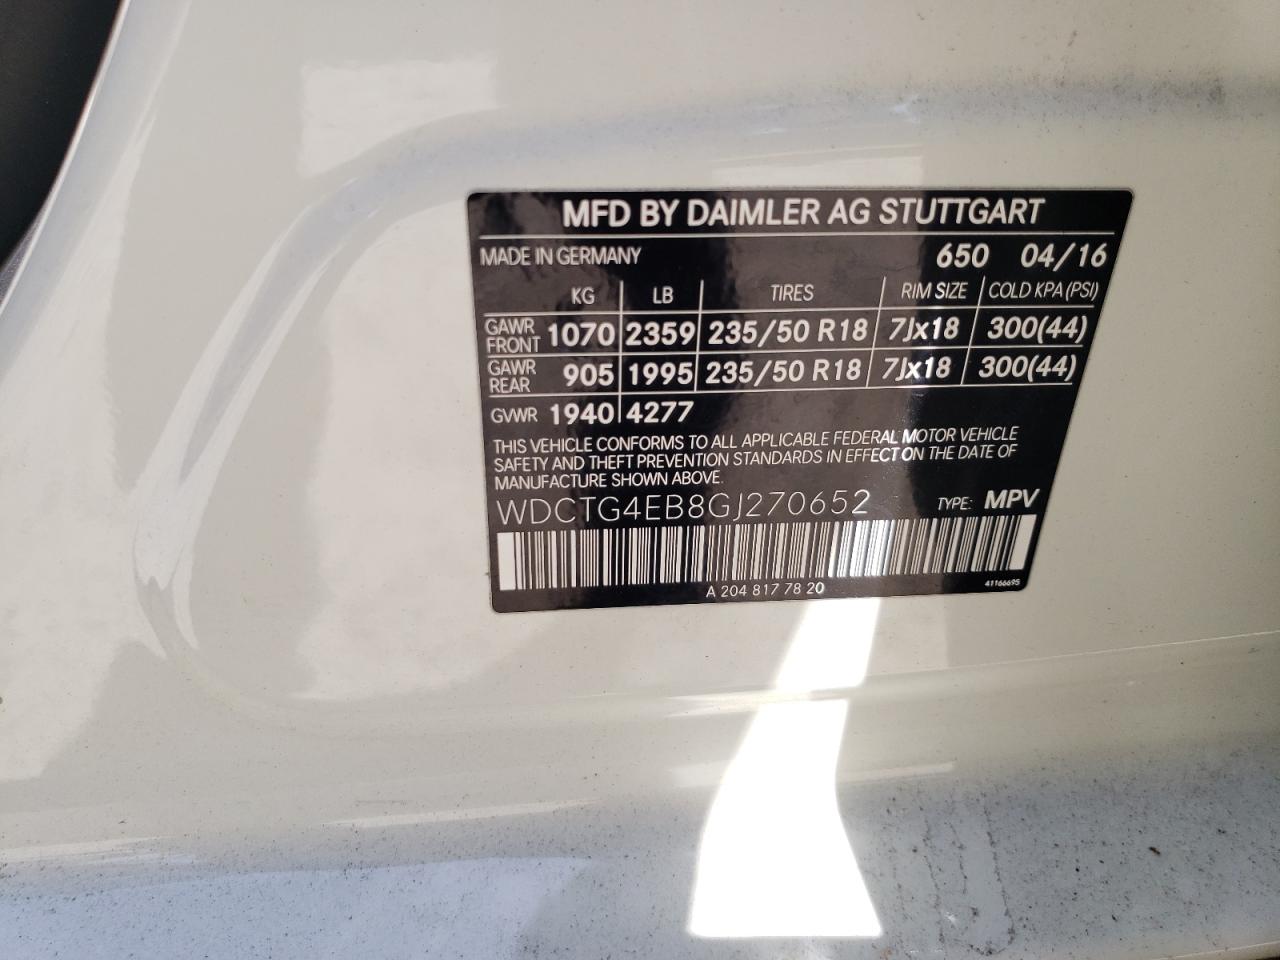 MFD BY DAIMLER AG STUTTGART
MADE IN GERMANY 650 04/16
KG LB TIRES RIM SIZE COLD KPA (PSI)
GAWR FRONT 1070 2359 235/50 R18 7Jx18 300(44)
GAWR REAR 905 1995 235/50 R18 7Jx18 300(44)
GVWR 1940 4277
THIS VEHICLE CONFORMS TO ALL APPLICABLE FEDERAL MOTOR VEHICLE
SAFETY AND THEFT PREVENTION STANDARDS IN EFFECT ON THE DATE OF
MANUFACTURE SHOWN ABOVE.
WDCTG4EB8GJ270652 TYPE: MPV
A 204 817 78 20 41166695